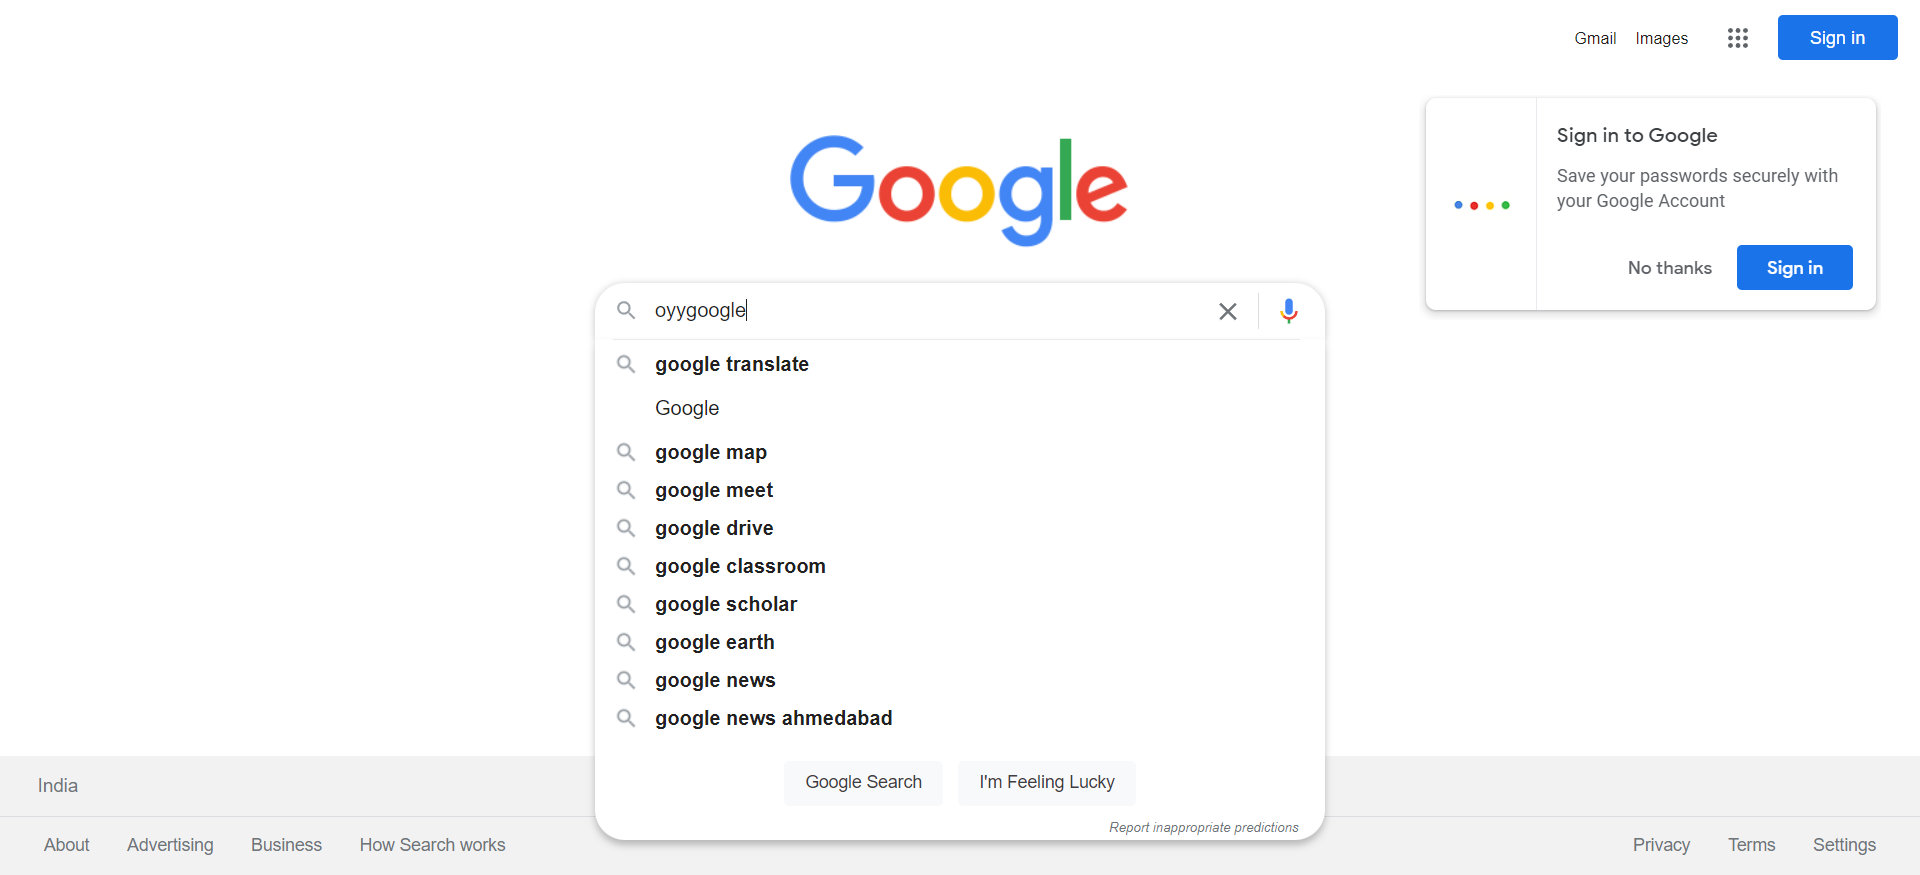 Gmail Images Sign in
Google
Sign in to Google
Save your passwords securely with
your Google Account
No thanks Sign in
oyygoogle
google translate
Google
google map
google meet
google drive
google classroom
google scholar
google earth
google news
google news ahmedabad
Google Search I'm Feeling Lucky
Report inappropriate predictions
India
About Advertising Business How Search works Privacy Terms Settings